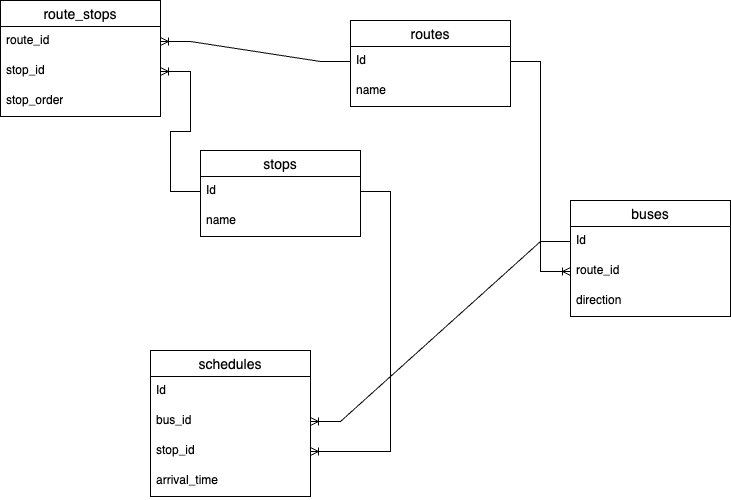 route_stops
route_id
stop_id
stop_order
routes
Id
name
stops
Id
name
buses
Id
route_id
direction
schedules
Id
bus_id
stop_id
arrival_time